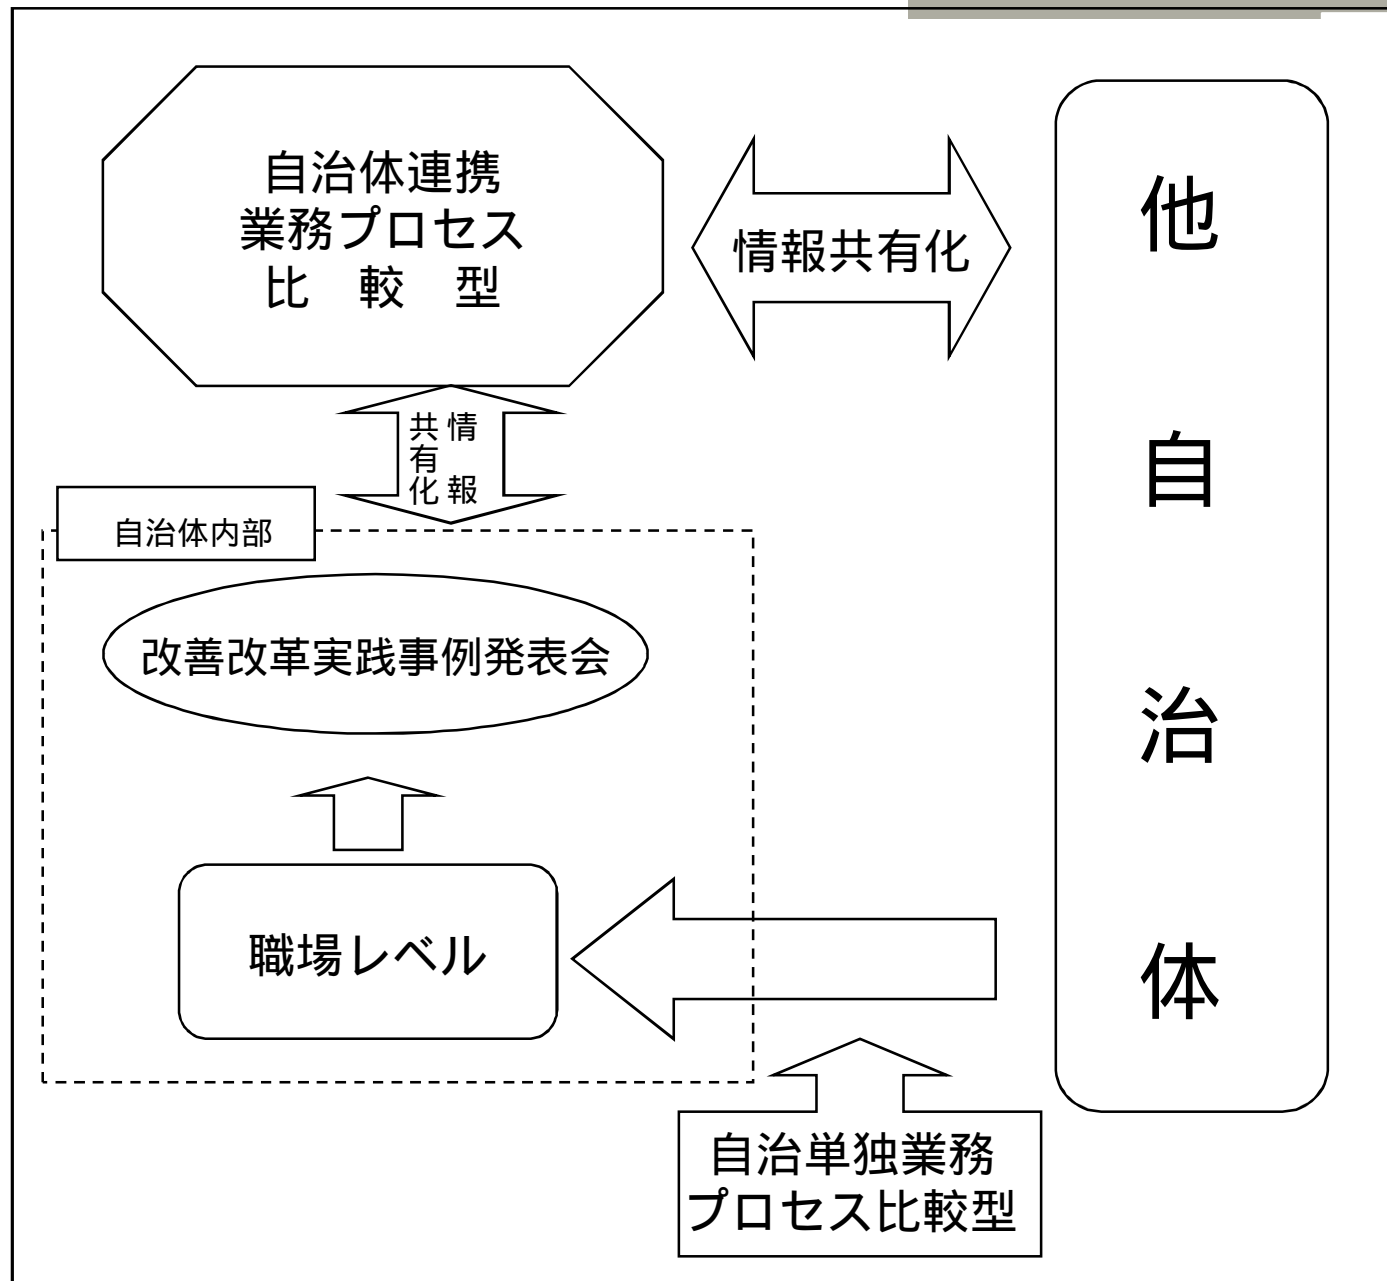 自治体連携
業務プロセス
比　較　型
情報共有化
他自治体
情報
共有化
自治体内部
改善改革実践事例発表会
職場レベル
自治単独業務
プロセス比較型